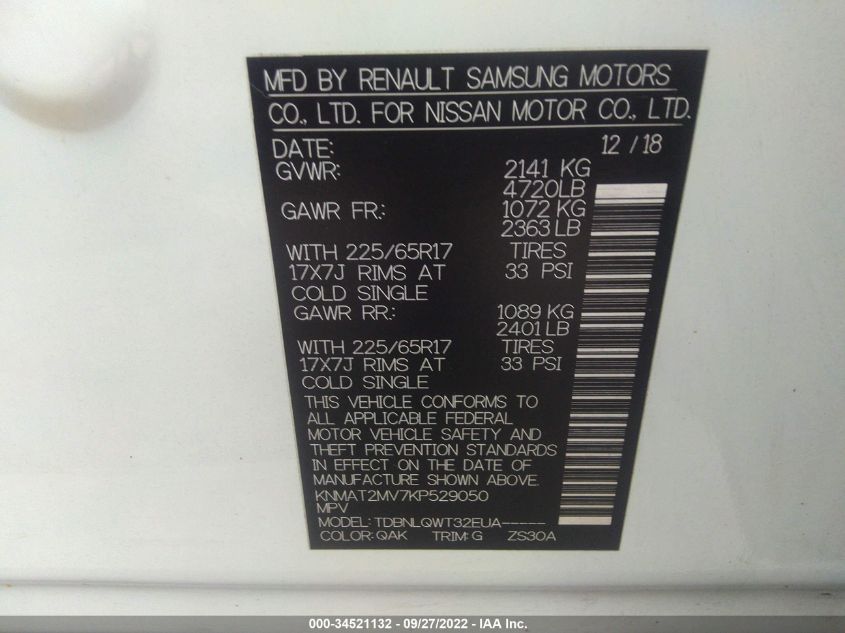 MFD BY RENAULT SAMSUNG MOTORS
CO., LTD. FOR NISSAN MOTOR CO., LTD.
DATE: 12 / 18
GVWR: 2141 KG
4720LB
GAWR FR.: 1072 KG
2363 LB
WITH 225/65R17 TIRES
17X7J RIMS AT 33 PSI
COLD SINGLE
GAWR RR.: 1089 KG
2401 LB
WITH 225/65R17 TIRES
17X7J RIMS AT 33 PSI
COLD SINGLE
THIS VEHICLE CONFORMS TO
ALL APPLICABLE FEDERAL
MOTOR VEHICLE SAFETY AND
THEFT PREVENTION STANDARDS
IN EFFECT ON THE DATE OF
MANUFACTURE SHOWN ABOVE.
KNMAT2MV7KP529050
MPV
MODEL: TDBNLQWT32EUA-----
COLOR: QAK TRIM: G ZS30A
000-34521132 - 09/27/2022 - IAA Inc.